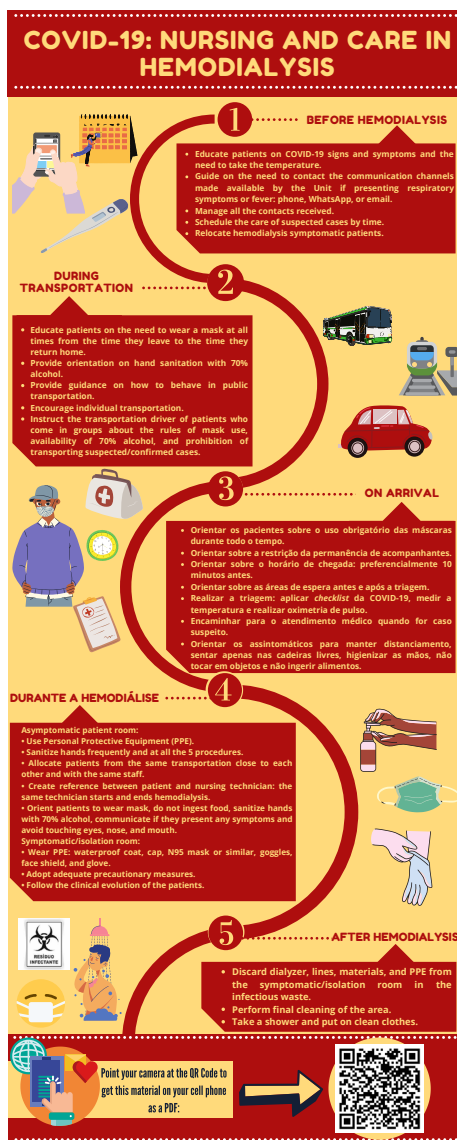 COVID-19: NURSING AND CARE IN
HEMODIALYSIS
1
BEFORE HEMODIALYSIS
• Educate patients on COVID-19 signs and symptoms and the
need to take the temperature.
• Guide on the need to contact the communication channels
made available by the Unit if presenting respiratory
symptoms or fever: phone, WhatsApp, or email.
• Manage all the contacts received.
• Schedule the care of suspected cases by time.
• Relocate hemodialysis symptomatic patients.
DURING
TRANSPORTATION
2
• Educate patients on the need to wear a mask at all
times from the time they leave to the time they
return home.
• Provide orientation on hand sanitation with 70%
alcohol.
• Provide guidance on how to behave in public
transportation.
• Encourage individual transportation.
• Instruct the transportation driver of patients who
come in groups about the rules of mask use,
availability of 70% alcohol, and prohibition of
transporting suspected/confirmed cases.
3
ON ARRIVAL
• Orientar os pacientes sobre o uso obrigatório das máscaras
durante todo o tempo.
• Orientar sobre a restrição da permanência de acompanhantes.
• Orientar sobre o horário de chegada: preferencialmente 10
minutos antes.
• Orientar sobre as áreas de espera antes e após a triagem.
• Realizar a triagem: aplicar checklist da COVID-19, medir a
temperatura e realizar oximetria de pulso.
• Encaminhar para o atendimento médico quando for caso
suspeito.
• Orientar os assintomáticos para manter distanciamento,
sentar apenas nas cadeiras livres, higienizar as mãos, não
tocar em objetos e não ingerir alimentos.
DURANTE A HEMODIÁLISE
4
Asymptomatic patient room:
• Use Personal Protective Equipment (PPE).
• Sanitize hands frequently and at all the 5 procedures.
• Allocate patients from the same transportation close to each
other and with the same staff.
• Create reference between patient and nursing technician: the
same technician starts and ends hemodialysis.
• Orient patients to wear mask, do not ingest food, sanitize hands
with 70% alcohol, communicate if they present any symptoms and
avoid touching eyes, nose, and mouth.
Symptomatic/isolation room:
• Wear PPE: waterproof coat, cap, N95 mask or similar, goggles,
face shield, and glove.
• Adopt adequate precautionary measures.
• Follow the clinical evolution of the patients.
5
AFTER HEMODIALYSIS
RESÍDUO
INFECTANTE
• Discard dialyzer, lines, materials, and PPE from
the symptomatic/isolation room in the
infectious waste.
• Perform final cleaning of the area.
• Take a shower and put on clean clothes.
Point your camera at the QR Code to
get this material on your cell phone
as a PDF: